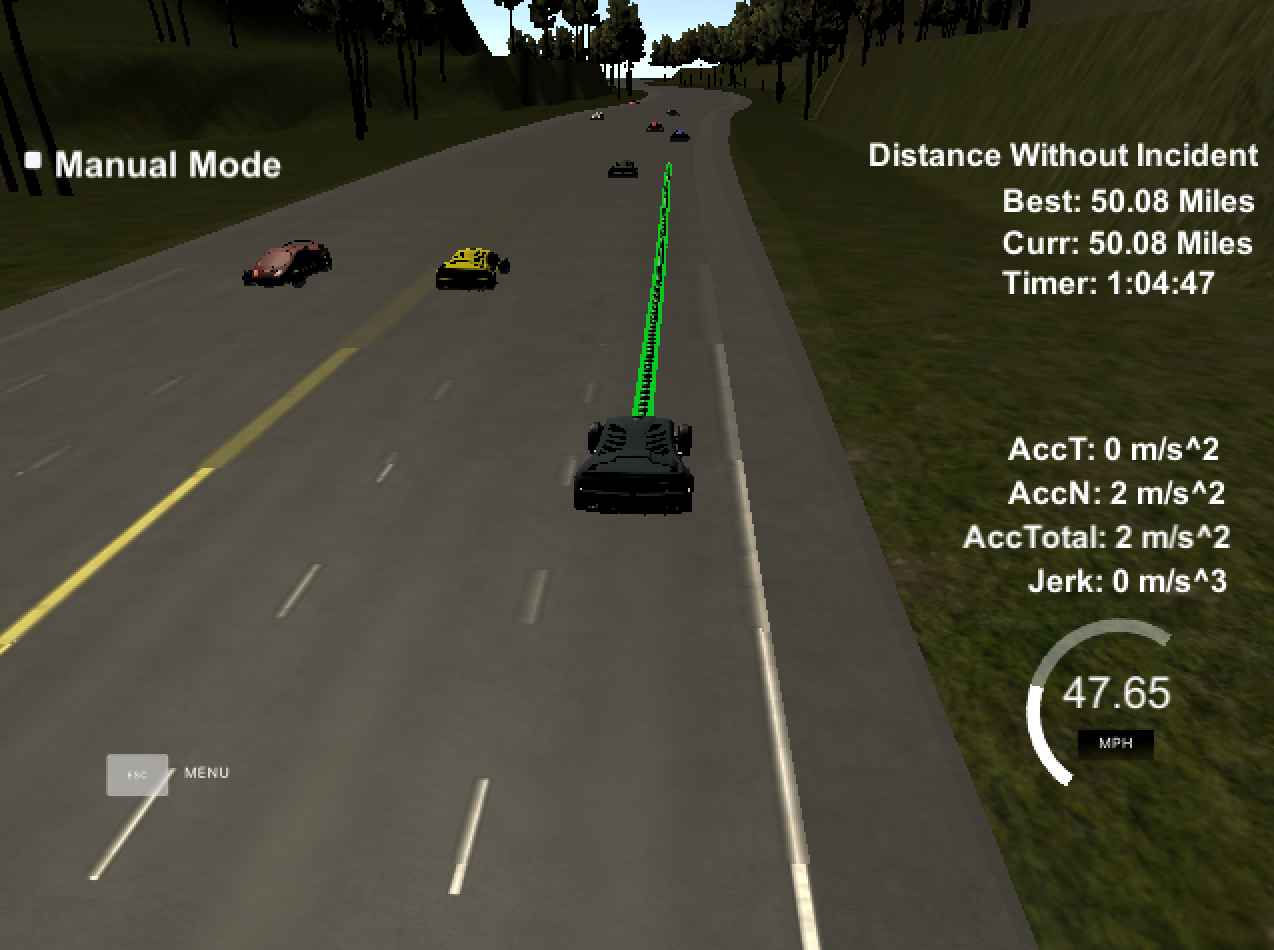 Manual Mode
Distance Without Incident
Best: 50.08 Miles
Curr: 50.08 Miles
Timer: 1:04:47
AccT: 0 m/s^2
AccN: 2 m/s^2
AccTotal: 2 m/s^2
Jerk: 0 m/s^3
47.65
MPH
ESC MENU